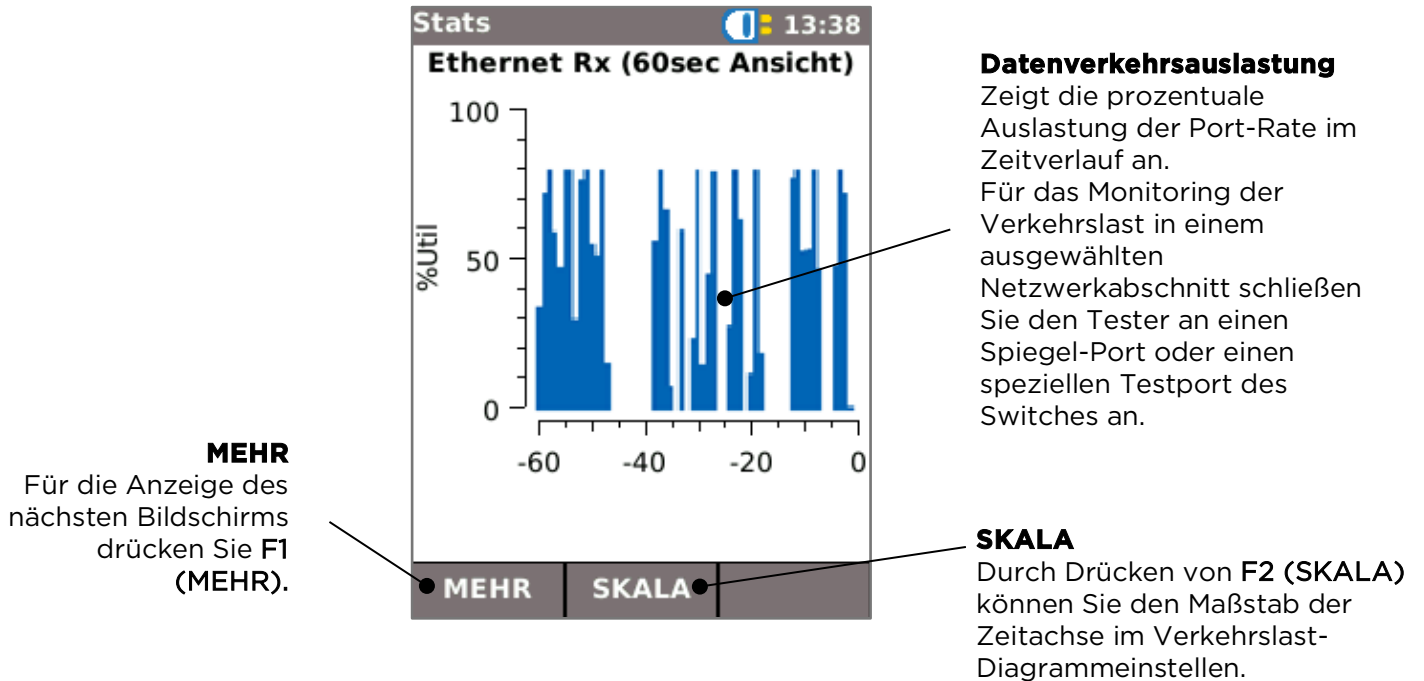 Stats 13:38
Ethernet Rx (60sec Ansicht)
100
50
0
%Util
-60 -40 -20 0
MEHR SKALA
MEHR
Für die Anzeige des
nächsten Bildschirms
drücken Sie F1
(MEHR).
Datenverkehrsauslastung
Zeigt die prozentuale
Auslastung der Port-Rate im
Zeitverlauf an.
Für das Monitoring der
Verkehrslast in einem
ausgewählten
Netzwerkabschnitt schließen
Sie den Tester an einen
Spiegel-Port oder einen
speziellen Testport des
Switches an.
SKALA
Durch Drücken von F2 (SKALA)
können Sie den Maßstab der
Zeitachse im Verkehrslast-
Diagrammeinstellen.